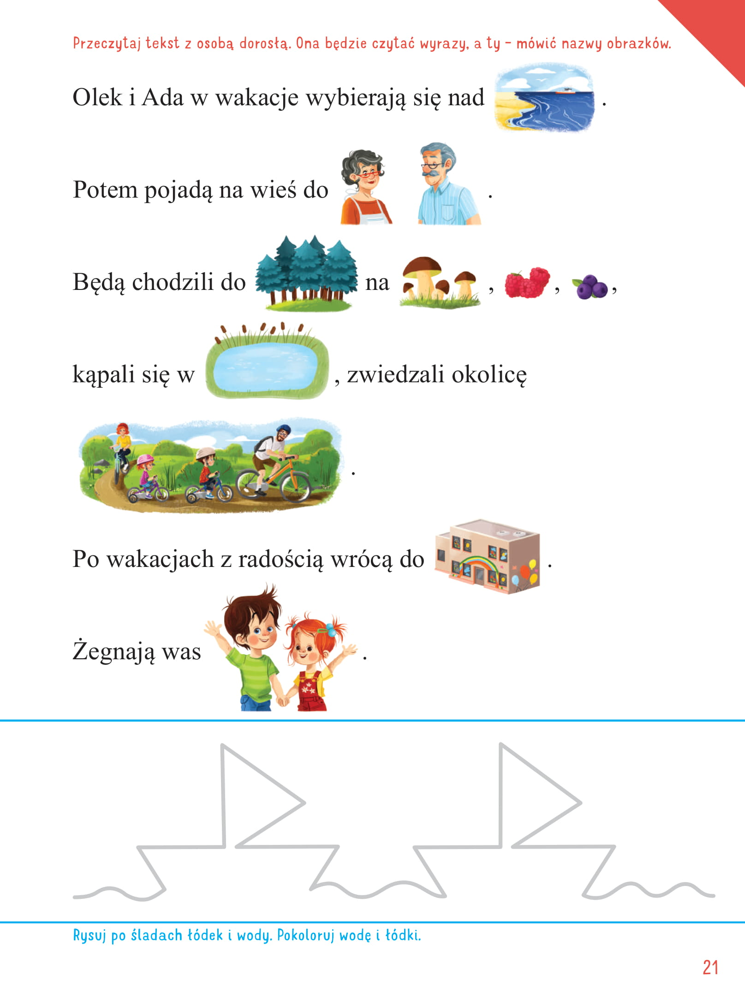 Przeczytaj tekst z osobą dorosłą. Ona będzie czytać wyrazy, a ty – mówić nazwy obrazków.
Olek i Ada w wakacje wybierają się nad .
Potem pojadą na wieś do .
Będą chodzili do na , , ,
kąpali się w , zwiedzali okolicę
.
Po wakacjach z radością wrócą do .
Żegnają was .
Rysuj po śladach łódek i wody. Pokoloruj wodę i łódki.
21